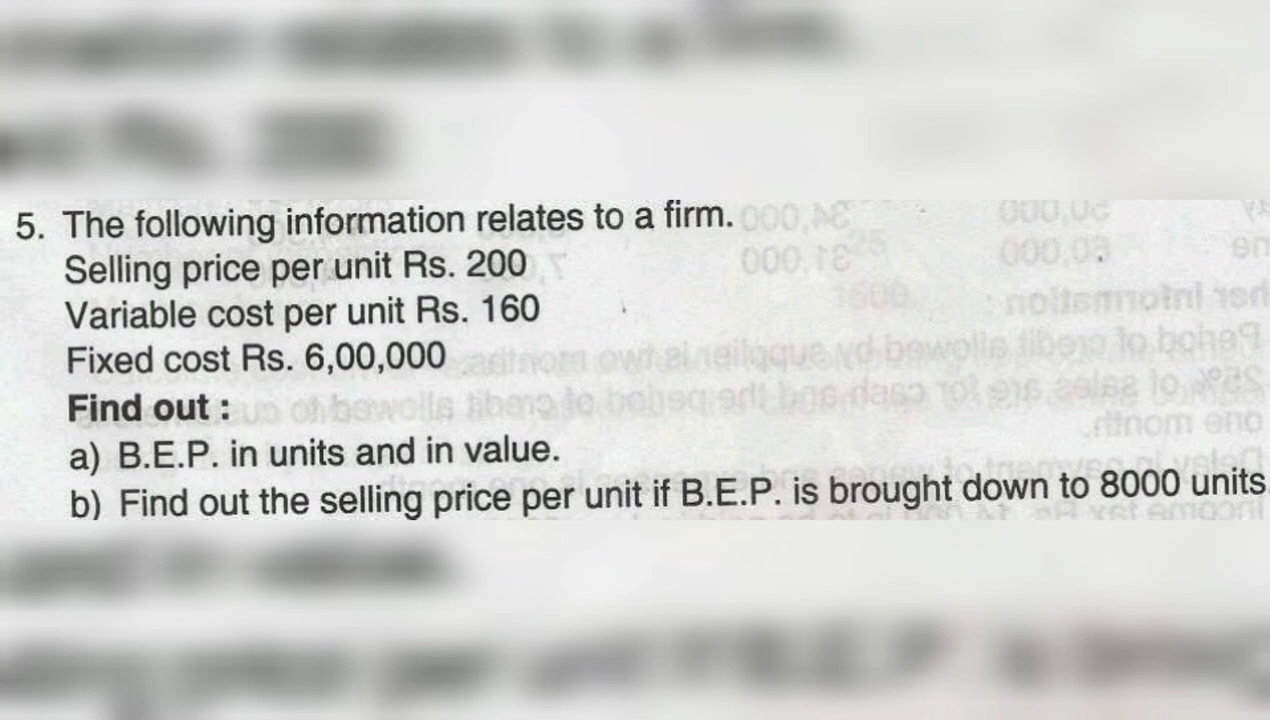 5. The following information relates to a firm.
Selling price per unit Rs. 200
Variable cost per unit Rs. 160
Fixed cost Rs. 6,00,000
Find out :
a) B.E.P. in units and in value.
b) Find out the selling price per unit if B.E.P. is brought down to 8000 units.